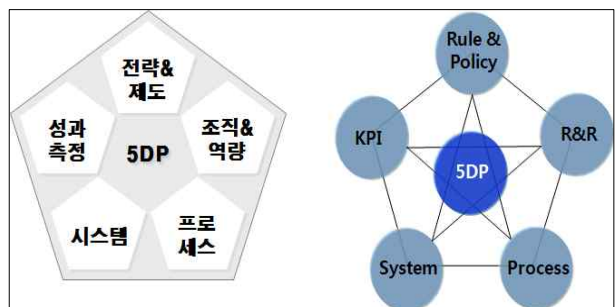 전략&
제도
성과
측정
5DP
조직&
역량
시스템
프로
세스
Rule &
Policy
KPI
R&R
5DP
System
Process